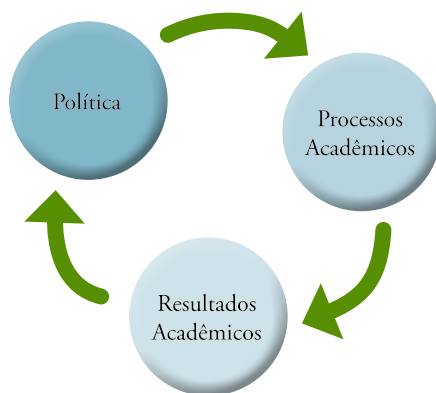 Política
Processos
Acadêmicos
Resultados
Acadêmicos